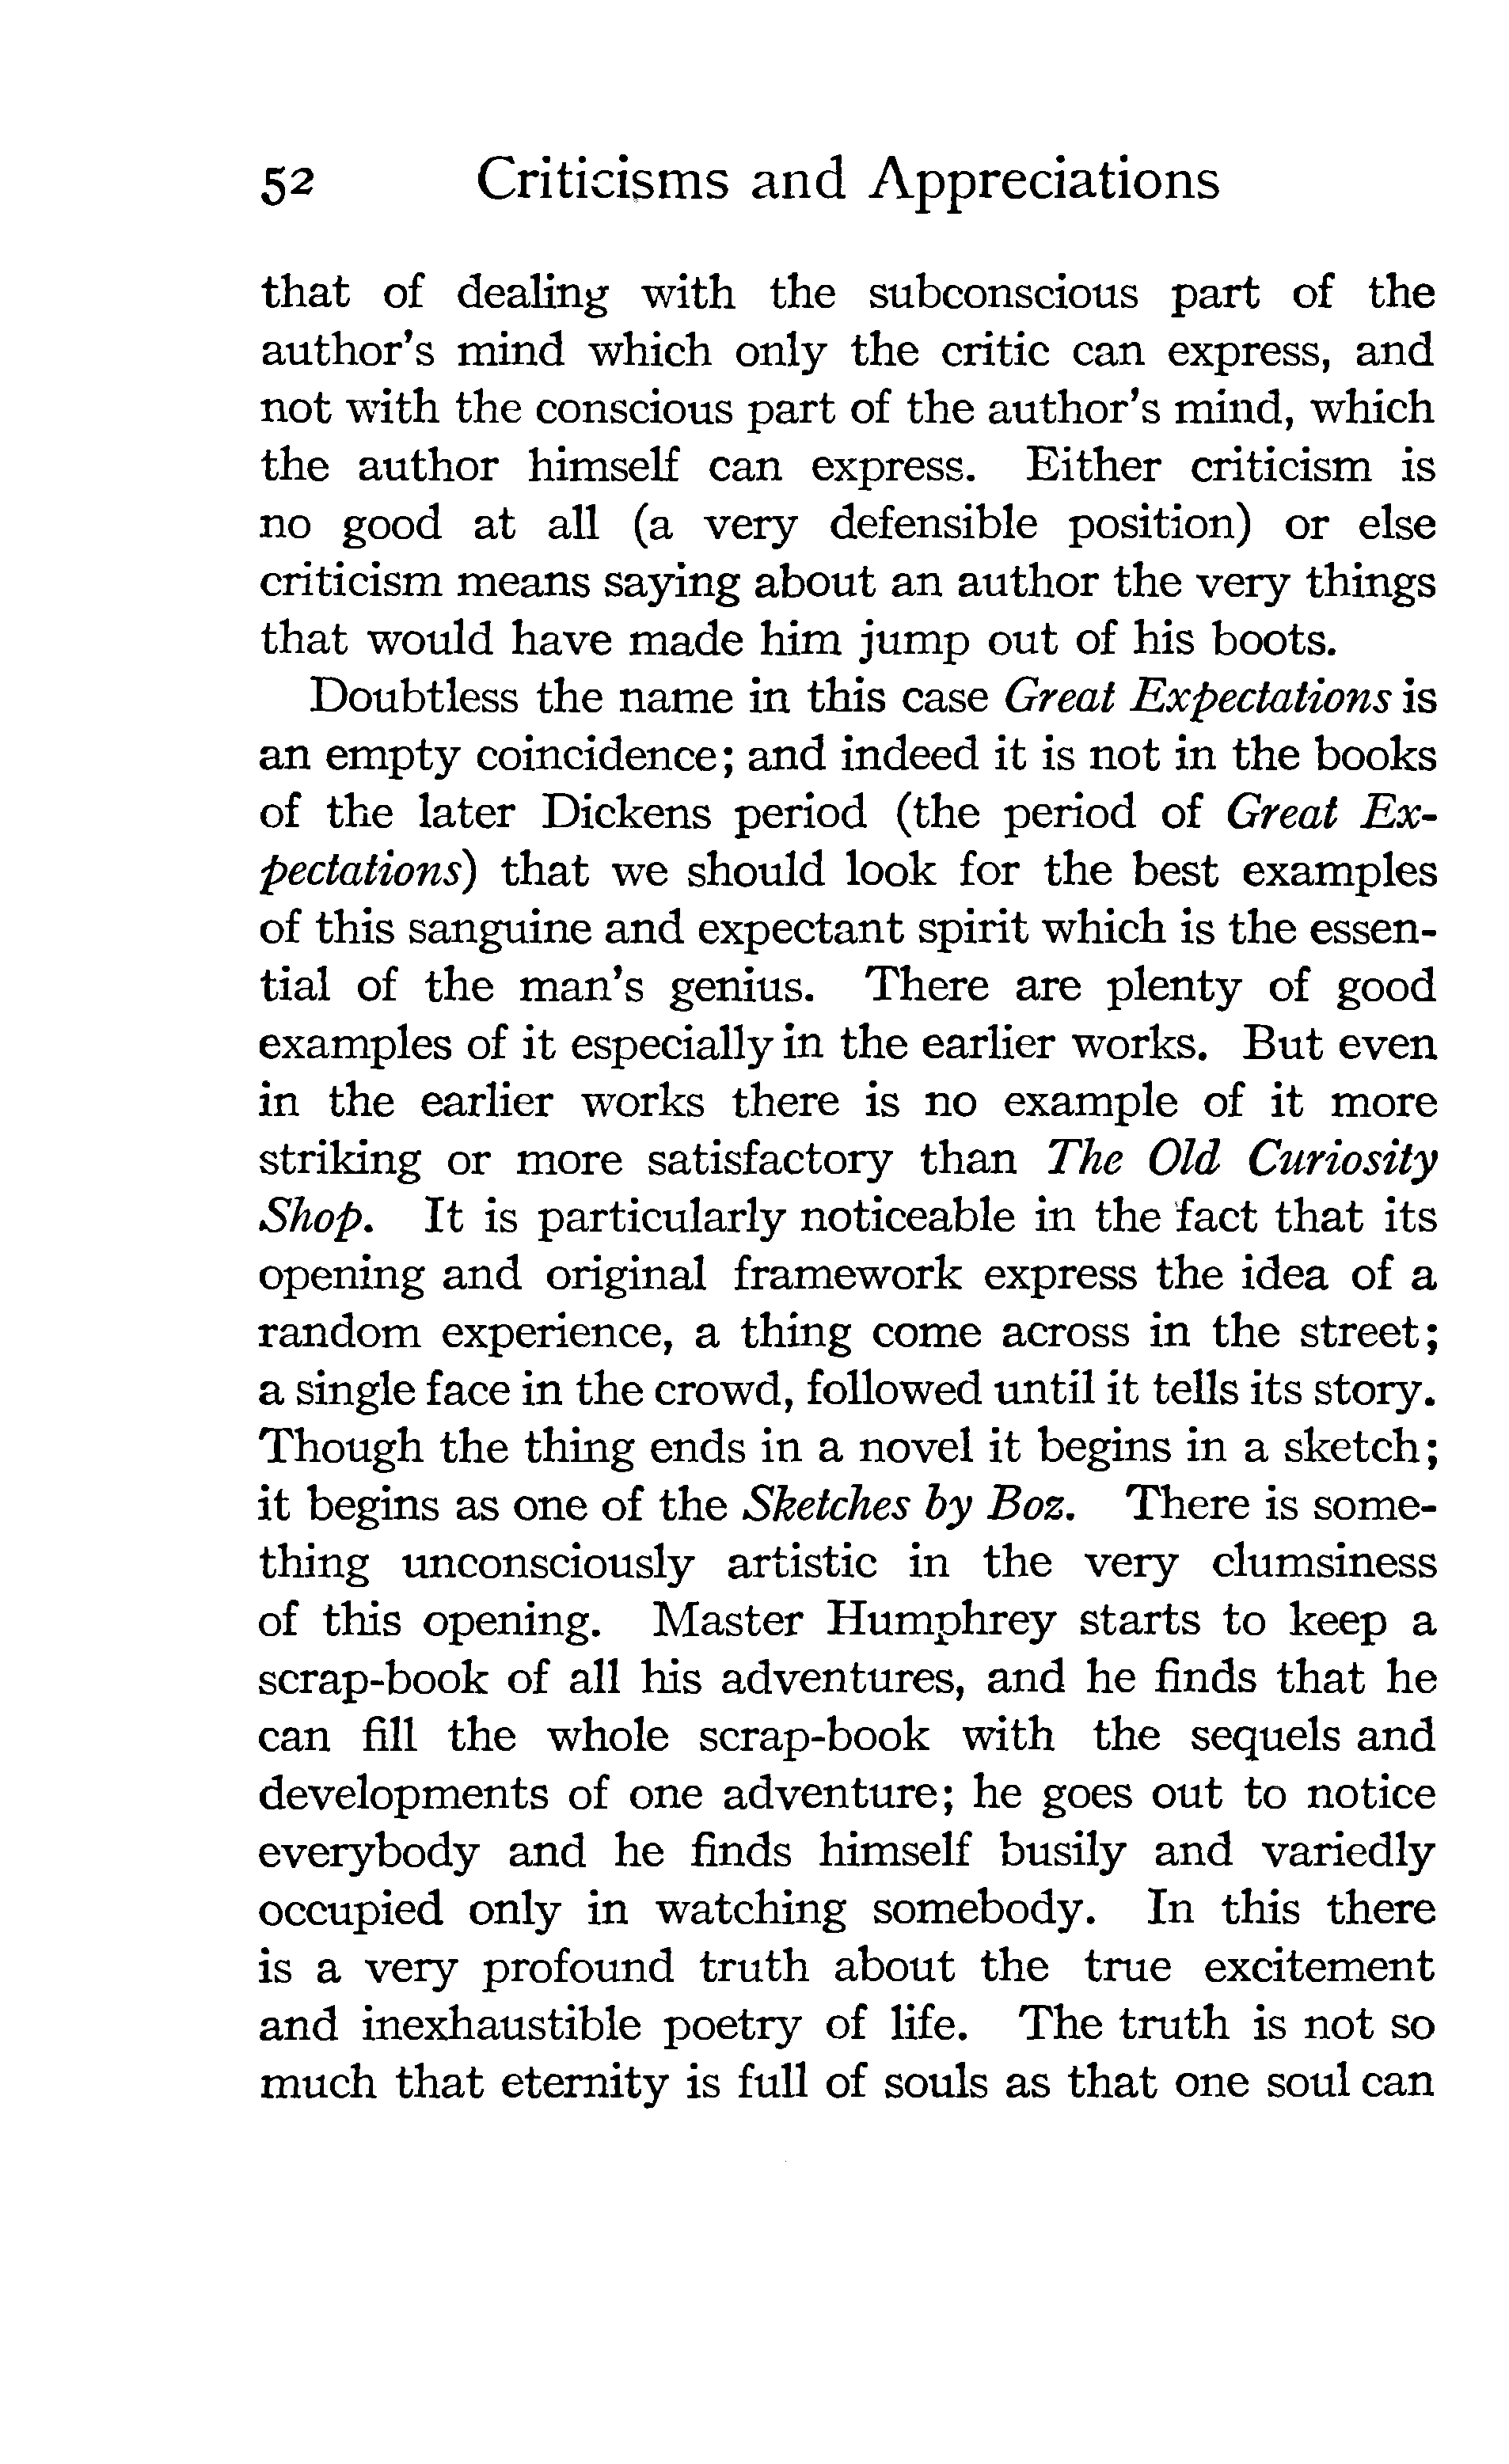 52 Criticisms and Appreciations
that of dealing with the subconscious part of the
author's mind which only the critic can express, and
not with the conscious part of the author's mind, which
the author himself can express. Either criticism is
no good at all (a very defensible position) or else
criticism means saying about an author the very things
that would have made him jump out of his boots.
Doubtless the name in this case Great Expectations is
an empty coincidence; and indeed it is not in the books
of the later Dickens period (the period of Great Ex-
pectations) that we should look for the best examples
of this sanguine and expectant spirit which is the essen-
tial of the man's genius. There are plenty of good
examples of it especially in the earlier works. But even
in the earlier works there is no example of it more
striking or more satisfactory than The Old Curiosity
Shop. It is particularly noticeable in the fact that its
opening and original framework express the idea of a
random experience, a thing come across in the street;
a single face in the crowd, followed until it tells its story.
Though the thing ends in a novel it begins in a sketch;
it begins as one of the Sketches by Boz. There is some-
thing unconsciously artistic in the very clumsiness
of this opening. Master Humphrey starts to keep a
scrap-book of all his adventures, and he finds that he
can fill the whole scrap-book with the sequels and
developments of one adventure; he goes out to notice
everybody and he finds himself busily and variedly
occupied only in watching somebody. In this there
is a very profound truth about the true excitement
and inexhaustible poetry of life. The truth is not so
much that eternity is full of souls as that one soul can